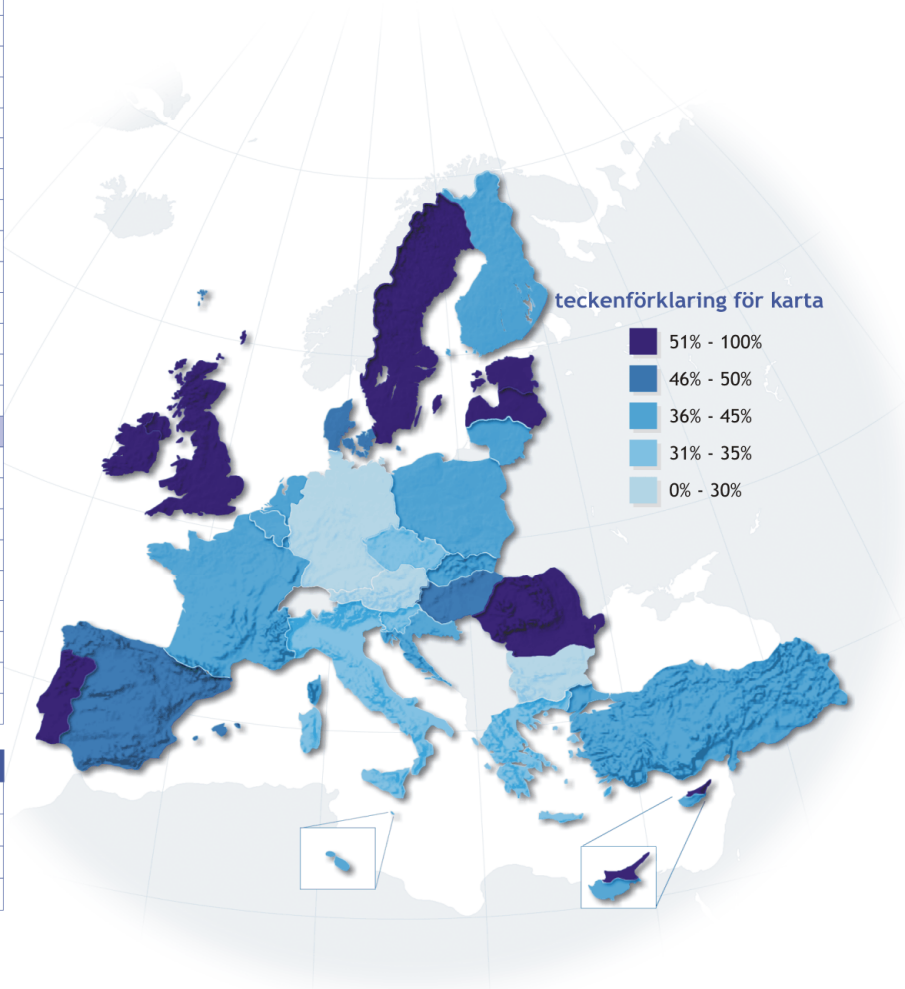 teckenförklaring för karta
51% - 100%
46% - 50%
36% - 45%
31% - 35%
0% - 30%